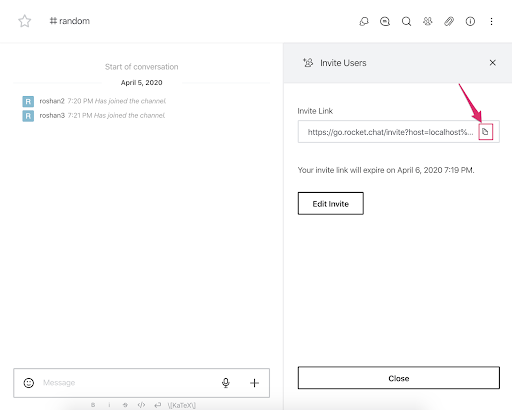 # random
Start of conversation
April 5, 2020
R roshan2 7:20 PM Has joined the channel.
R roshan3 7:21 PM Has joined the channel.
Message
</> \[KaTeX\]
Invite Users
Invite Link
https://go.rocket.chat/invite?host=localhost%...
Your invite link will expire on April 6, 2020 7:19 PM.
Edit Invite
Close